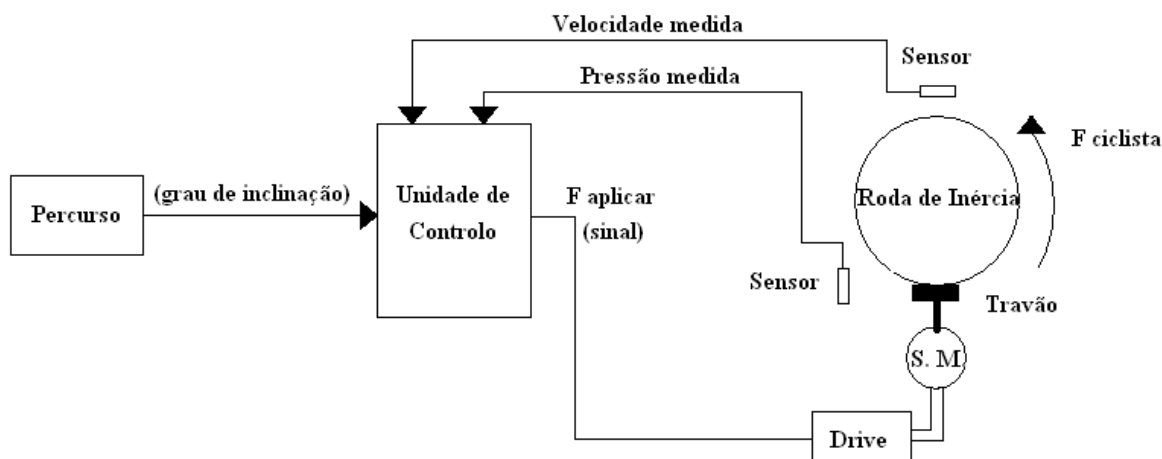 Velocidade medida
Sensor
Pressão medida
F ciclista
Percurso
(grau de inclinação)
Unidade de
Controlo
F aplicar
(sinal)
Roda de Inércia
Sensor
Travão
S. M.
Drive